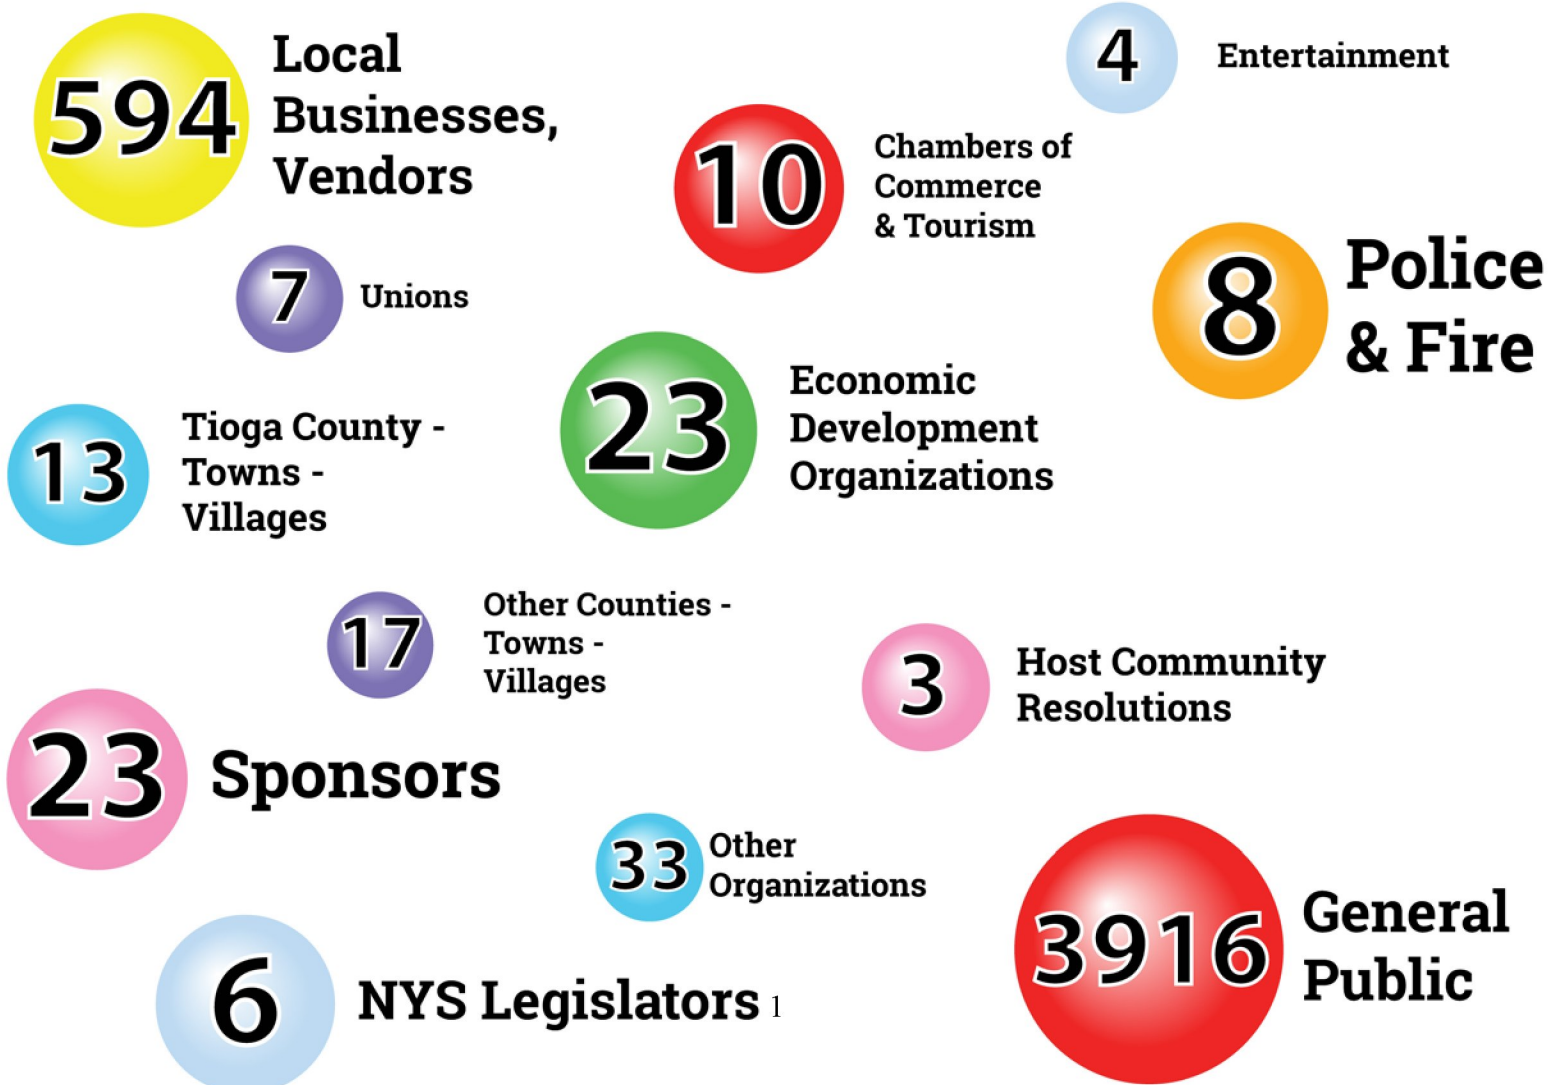 594
Local
Businesses,
Vendors
4
Entertainment
10
Chambers of
Commerce
& Tourism
7
Unions
8
Police
& Fire
23
Economic
Development
Organizations
13
Tioga County -
Towns -
Villages
17
Other Counties -
Towns -
Villages
3
Host Community
Resolutions
23
Sponsors
33
Other
Organizations
3916
General
Public
6
NYS Legislators 1